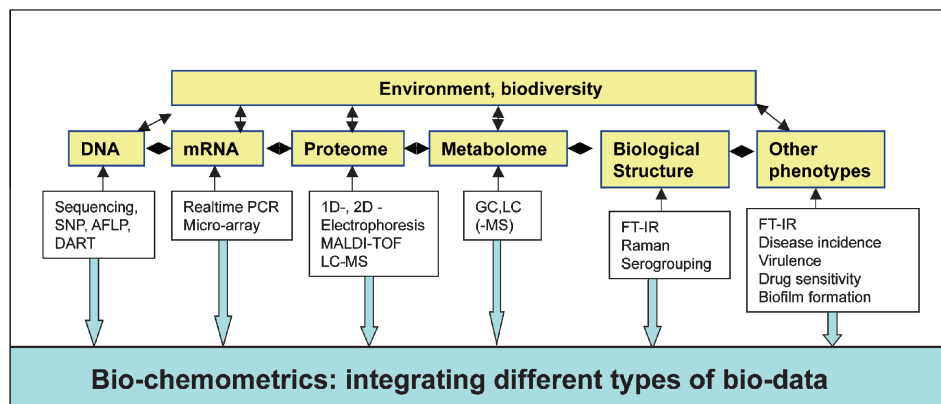 Environment, biodiversity
DNA
mRNA
Proteome
Metabolome
Biological
Structure
Other
phenotypes
Sequencing,
SNP, AFLP,
DART
Realtime PCR
Micro-array
1D-, 2D -
Electrophoresis
MALDI-TOF
LC-MS
GC,LC
(-MS)
FT-IR
Raman
Serogrouping
FT-IR
Disease incidence
Virulence
Drug sensitivity
Biofilm formation
Bio-chemometrics: integrating different types of bio-data